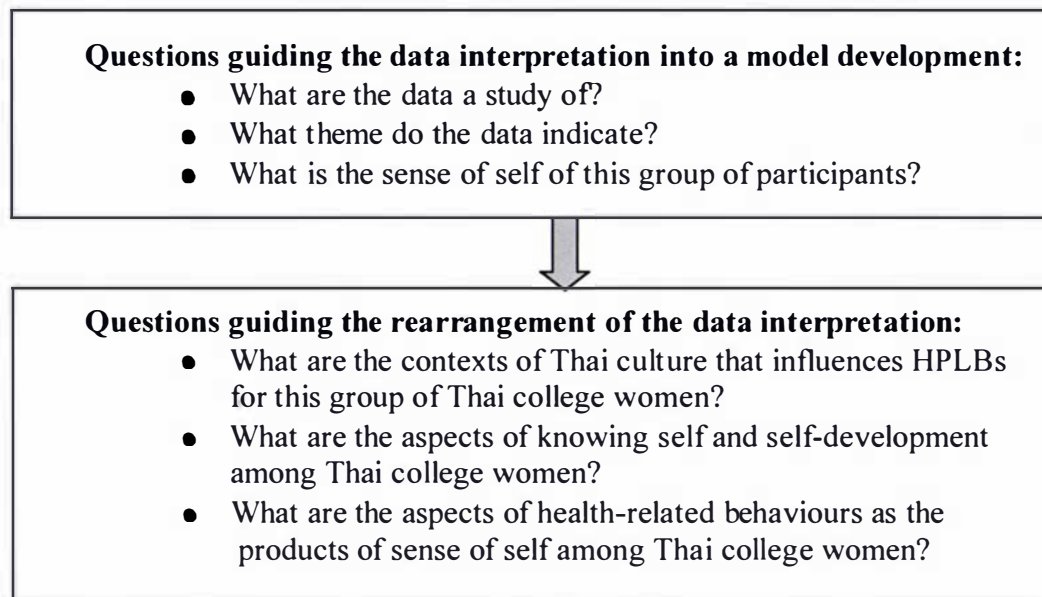 Questions guiding the data interpretation into a model development:
● What are the data a study of?
● What theme do the data indicate?
● What is the sense of self of this group of participants?
Questions guiding the rearrangement of the data interpretation:
● What are the contexts of Thai culture that influences HPLBs
for this group of Thai college women?
● What are the aspects of knowing self and self-development
among Thai college women?
● What are the aspects of health-related behaviours as the
products of sense of self among Thai college women?